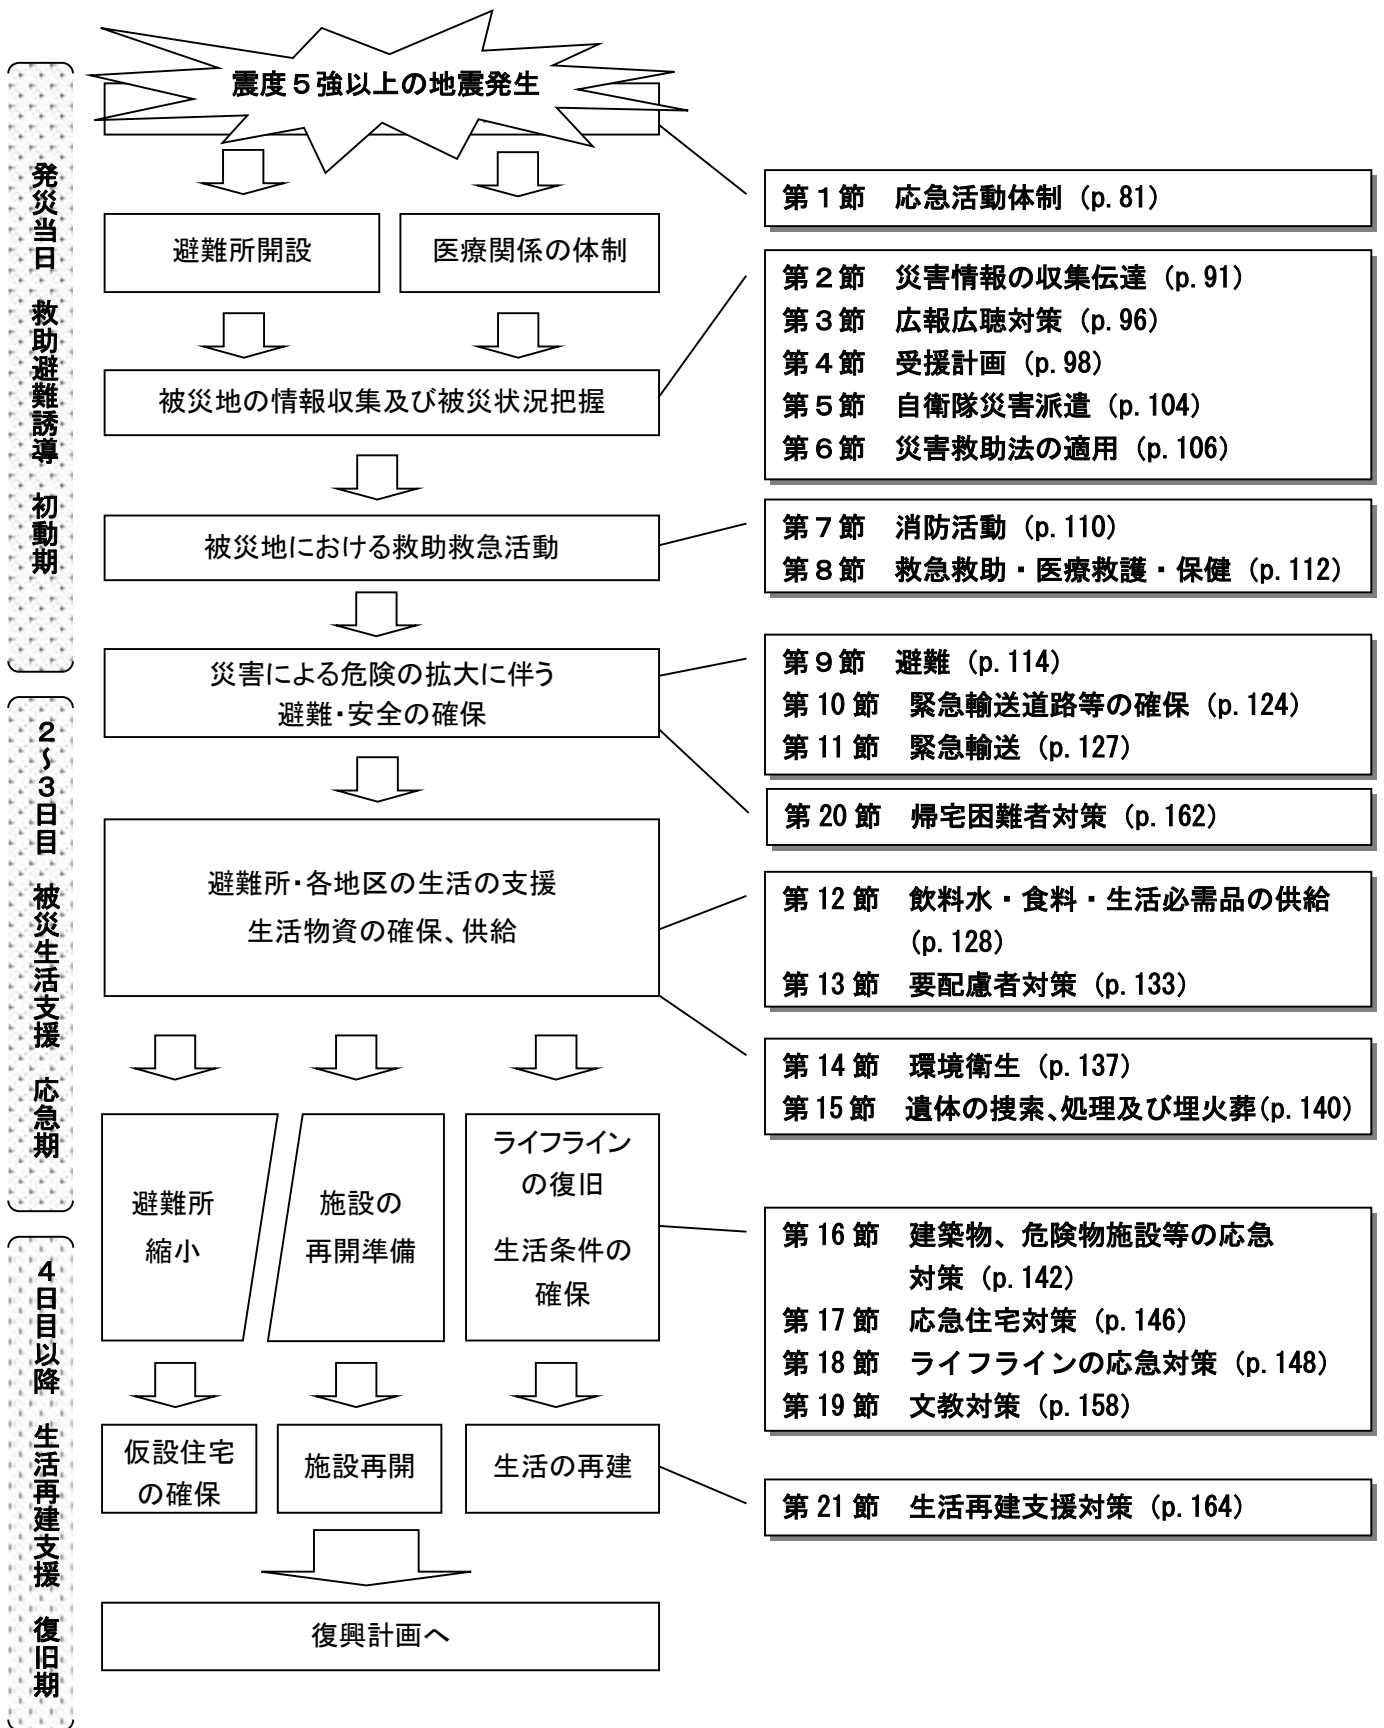 震度５強以上の地震発生
発災当日　救助避難誘導　初動期
避難所開設
医療関係の体制
被災地の情報収集及び被災状況把握
被災地における救助救急活動
災害による危険の拡大に伴う
避難・安全の確保
２～３日目　被災生活支援　応急期
避難所・各地区の生活の支援
生活物資の確保、供給
避難所
縮小
施設の
再開準備
ライフライン
の復旧
生活条件の
確保
４日目以降　生活再建支援　復旧期
仮設住宅
の確保
施設再開
生活の再建
復興計画へ
第１節　応急活動体制（p.81）
第２節　災害情報の収集伝達（p.91）
第３節　広報広聴対策（p.96）
第４節　受援計画（p.98）
第５節　自衛隊災害派遣（p.104）
第６節　災害救助法の適用（p.106）
第７節　消防活動（p.110）
第８節　救急救助・医療救護・保健（p.112）
第９節　避難（p.114）
第10節　緊急輸送道路等の確保（p.124）
第11節　緊急輸送（p.127）
第20節　帰宅困難者対策（p.162）
第12節　飲料水・食料・生活必需品の供給
（p.128）
第13節　要配慮者対策（p.133）
第14節　環境衛生（p.137）
第15節　遺体の捜索、処理及び埋火葬（p.140）
第16節　建築物、危険物施設等の応急
対策（p.142）
第17節　応急住宅対策（p.146）
第18節　ライフラインの応急対策（p.148）
第19節　文教対策（p.158）
第21節　生活再建支援対策（p.164）